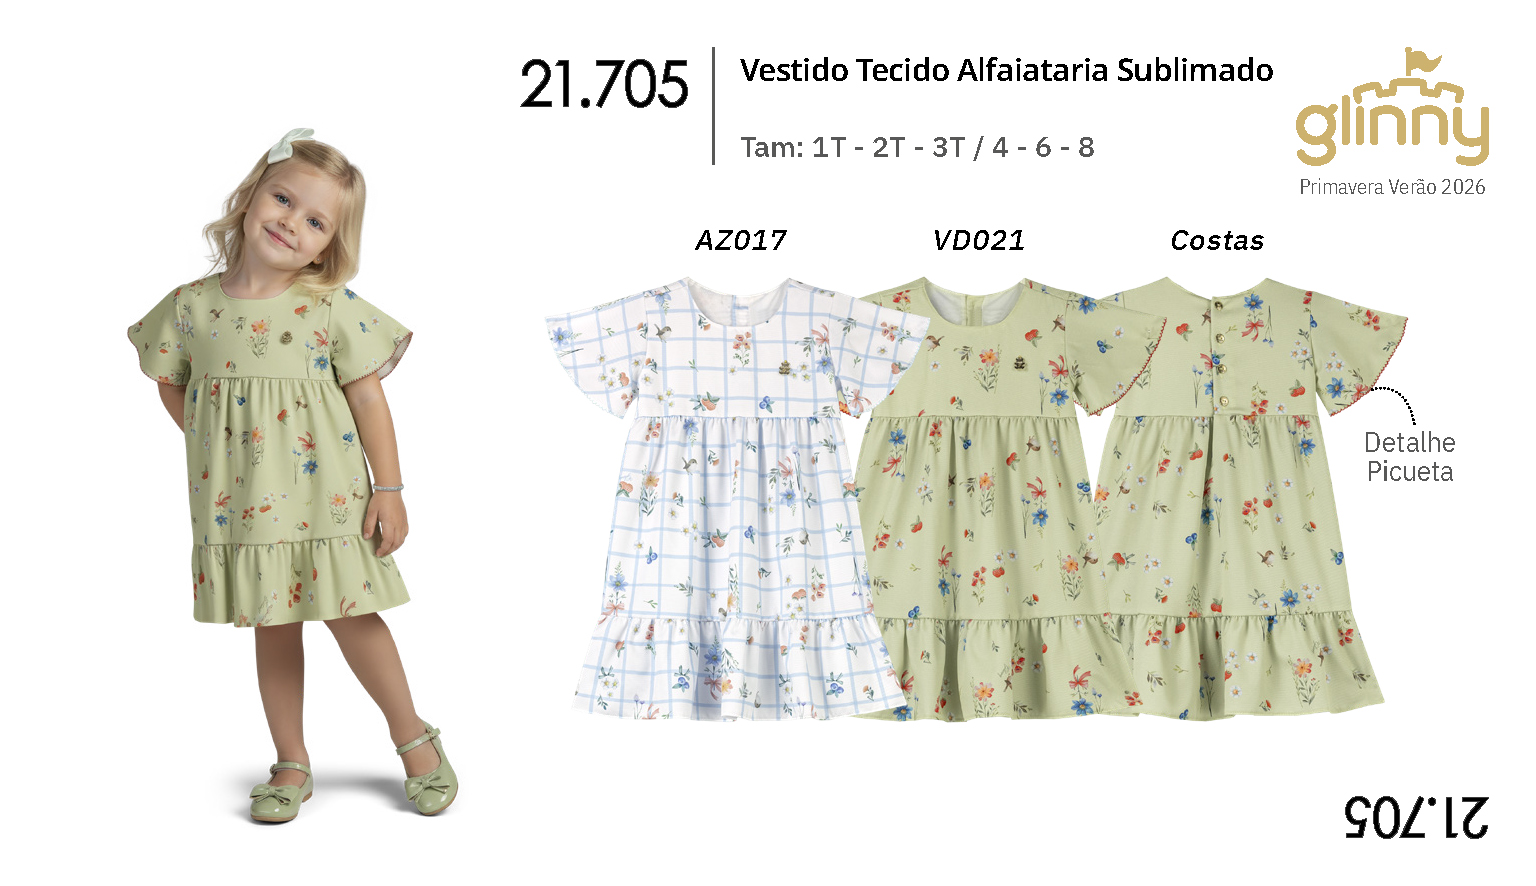 21.705
Vestido Tecido Alfaiataria Sublimado
Tam: 1T - 2T - 3T / 4 - 6 - 8
glinny
Primavera Verão 2026
AZ017
VD021
Costas
Detalhe
Picueta
21.705